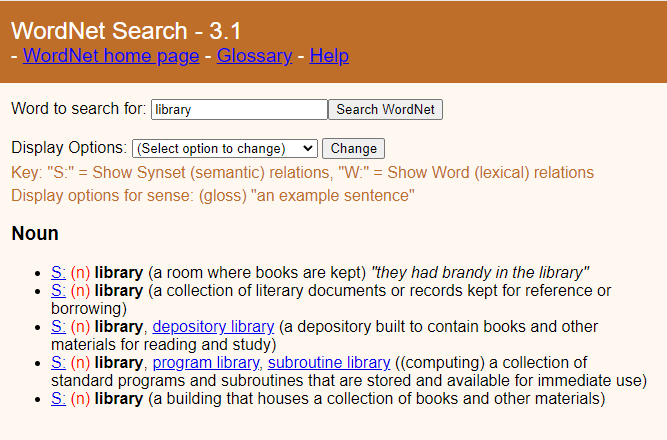 WordNet Search - 3.1
- WordNet home page - Glossary - Help
Word to search for: library Search WordNet
Display Options: (Select option to change) Change
Key: "S:" = Show Synset (semantic) relations, "W:" = Show Word (lexical) relations
Display options for sense: (gloss) "an example sentence"
Noun
• S: (n) library (a room where books are kept) "they had brandy in the library"
• S: (n) library (a collection of literary documents or records kept for reference or
borrowing)
• S: (n) library, depository library (a depository built to contain books and other
materials for reading and study)
• S: (n) library, program library, subroutine library ((computing) a collection of
standard programs and subroutines that are stored and available for immediate use)
• S: (n) library (a building that houses a collection of books and other materials)